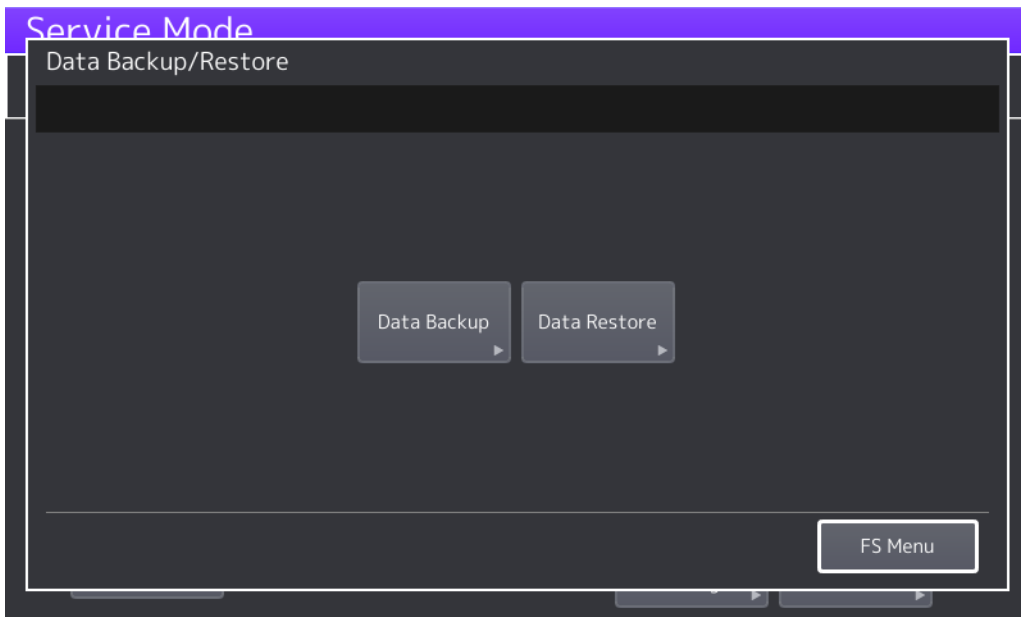 Service Mode
Data Backup/Restore
Data Backup
Data Restore
FS Menu